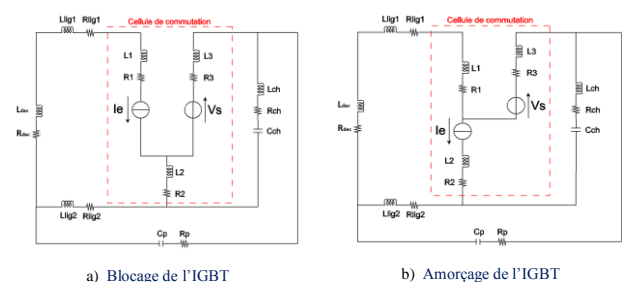 Llig1 Rlig1
Cellule de commutation
L1 L3
R1 R3
Ldec
Rdec
Ie Vs
Lch
Rch
Cch
L2
R2
Llig2 Rlig2
Cp Rp
a) Blocage de l'IGBT
Llig1 Rlig1
Cellule de commutation
L3
L1
R3
R1
Ldec
Rdec
Vs
Ie
Lch
Rch
Cch
L2
R2
Llig2 Rlig2
Cp Rp
b) Amorçage de l'IGBT